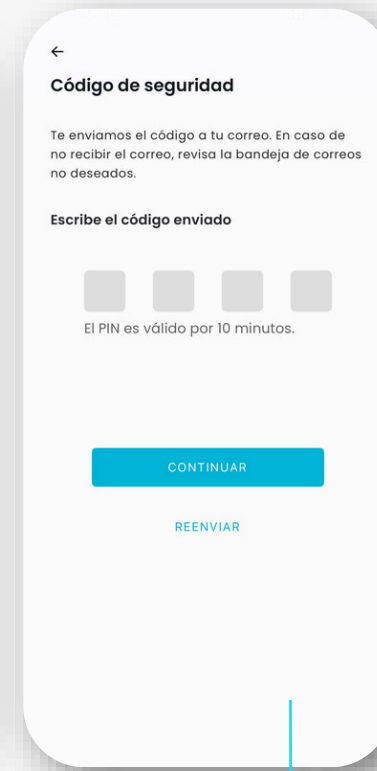 Código de seguridad
Te enviamos el código a tu correo. En caso de
no recibir el correo, revisa la bandeja de correos
no deseados.
Escribe el código enviado
El PIN es válido por 10 minutos.
CONTINUAR
REENVIAR